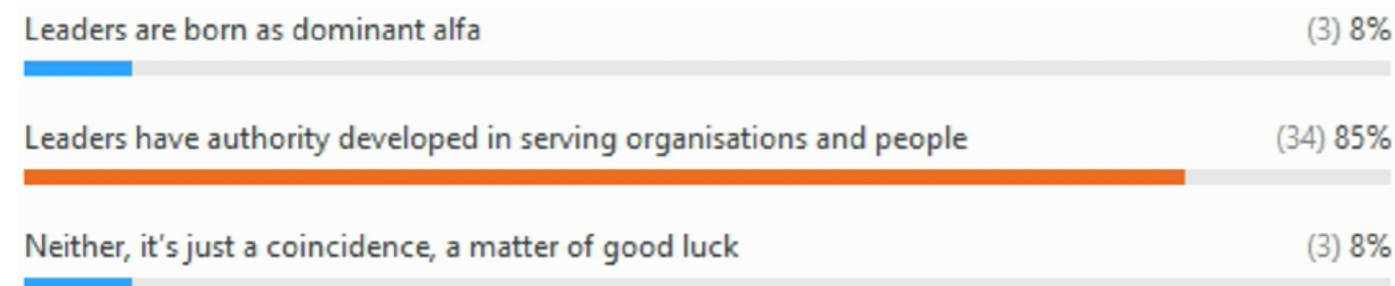 Leaders are born as dominant alfa (3) 8%
Leaders have authority developed in serving organisations and people (34) 85%
Neither, it's just a coincidence, a matter of good luck (3) 8%